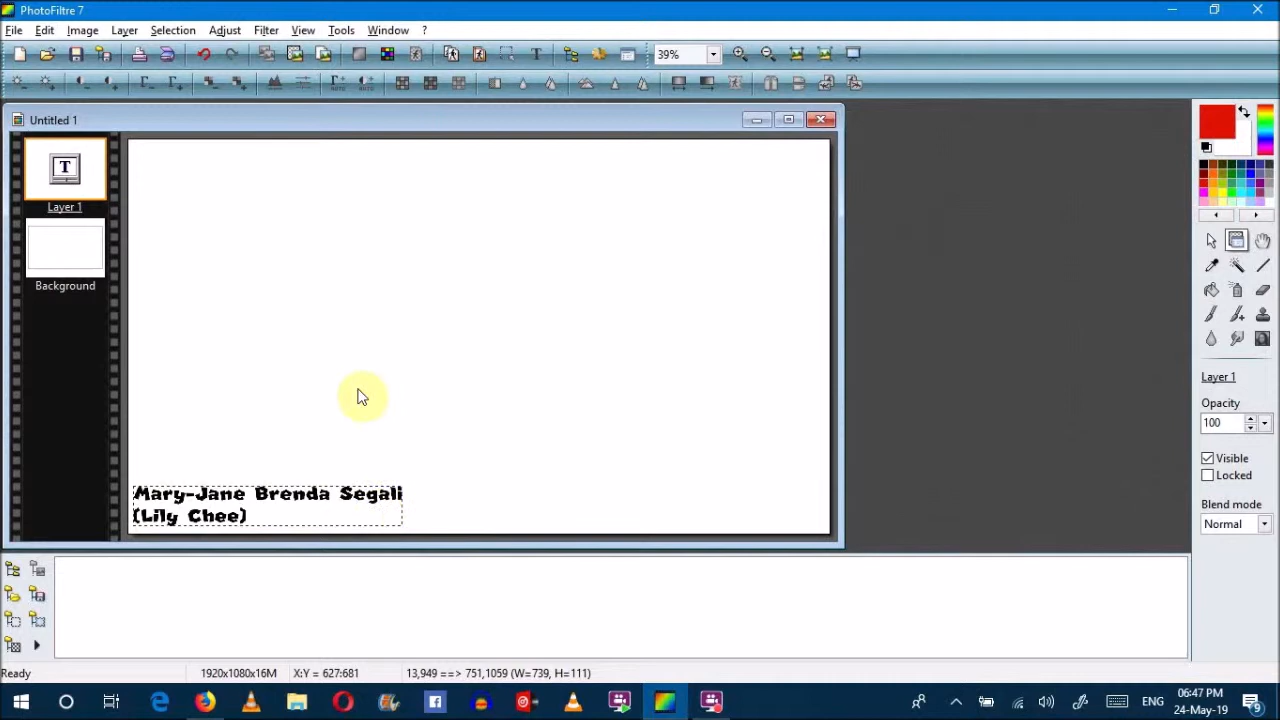 PhotoFiltre 7
File Edit Image Layer Selection Adjust Filter View Tools Window ?
39%
Untitled 1
T
Layer 1
Background
Mary-Jane Brenda Segali
(Lily Chee)
Layer 1
Opacity
100
Visible
Locked
Blend mode
Normal
Ready 1920x1080x16M X:Y = 627:681 13,949 ==> 751,1059 (W=739, H=111)
ENG
06:47 PM
24-May-19
9